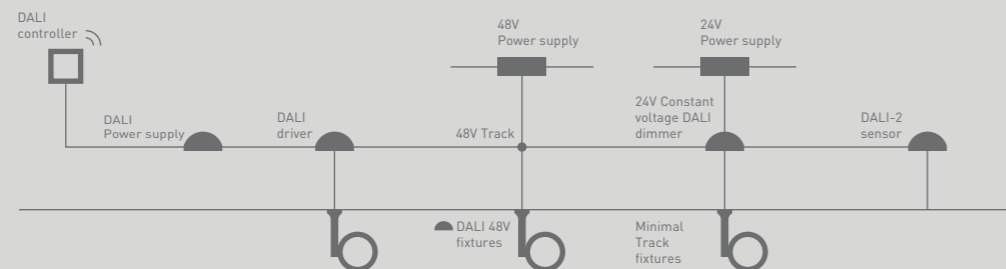 DALI
controller
48V
Power supply
24V
Power supply
DALI
Power supply
DALI
driver
48V Track
24V Constant
voltage DALI
dimmer
DALI-2
sensor
DALI 48V
fixtures
Minimal
Track
fixtures